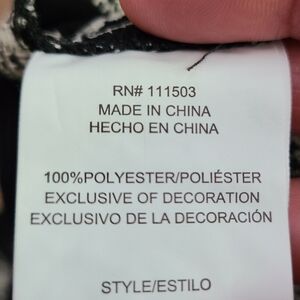 RN# 111503
MADE IN CHINA
HECHO EN CHINA
100%POLYESTER/POLIÉSTER
EXCLUSIVE OF DECORATION
EXCLUSIVO DE LA DECORACIÓN
STYLE/ESTILO